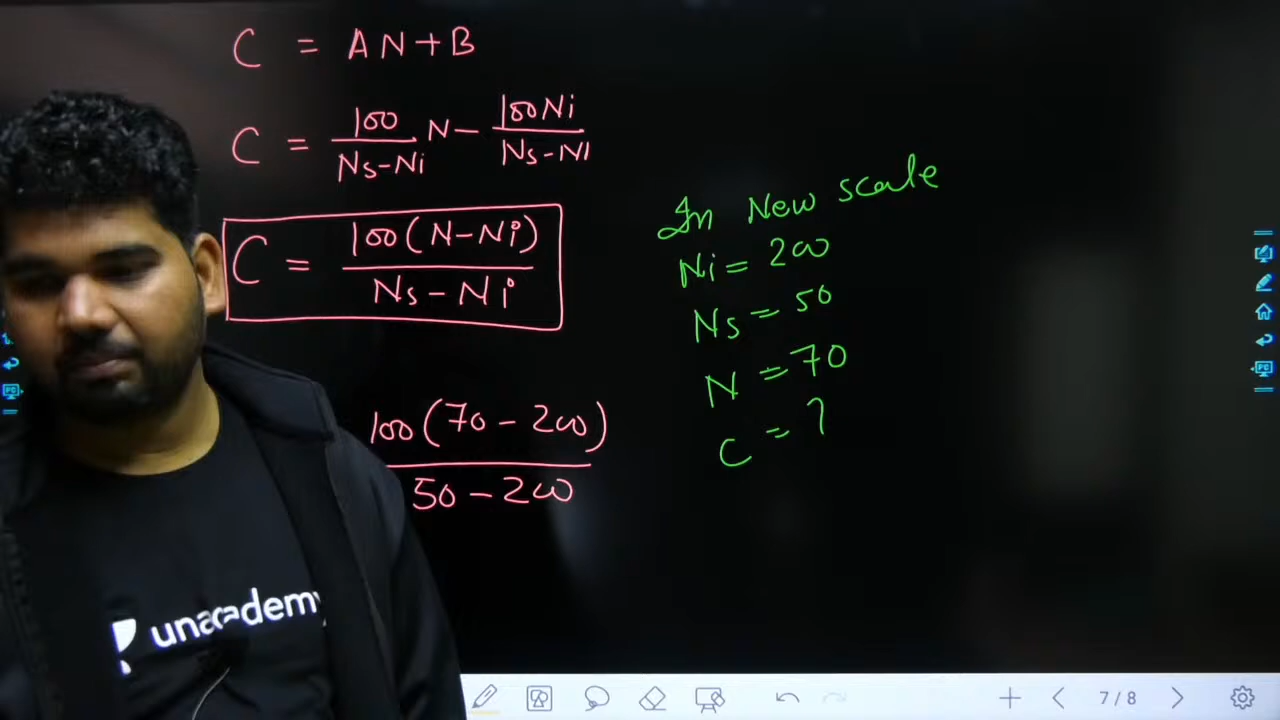 C = AN+B
C = 100/Ns-Ni N - 100Ni/Ns-Ni
C = 100(N-Ni)/Ns-Ni
100(70-200)/50-200
In New scale
Ni = 200
Ns = 50
N = 70
C = ?
unacademy
7/8